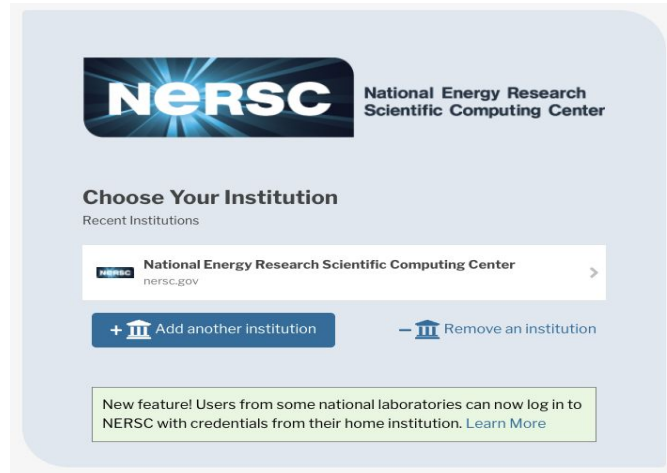 NERSC
National Energy Research
Scientific Computing Center
Choose Your Institution
Recent Institutions
NERSC
National Energy Research Scientific Computing Center
nersc.gov
+ Add another institution
− Remove an institution
New feature! Users from some national laboratories can now log in to
NERSC with credentials from their home institution. Learn More